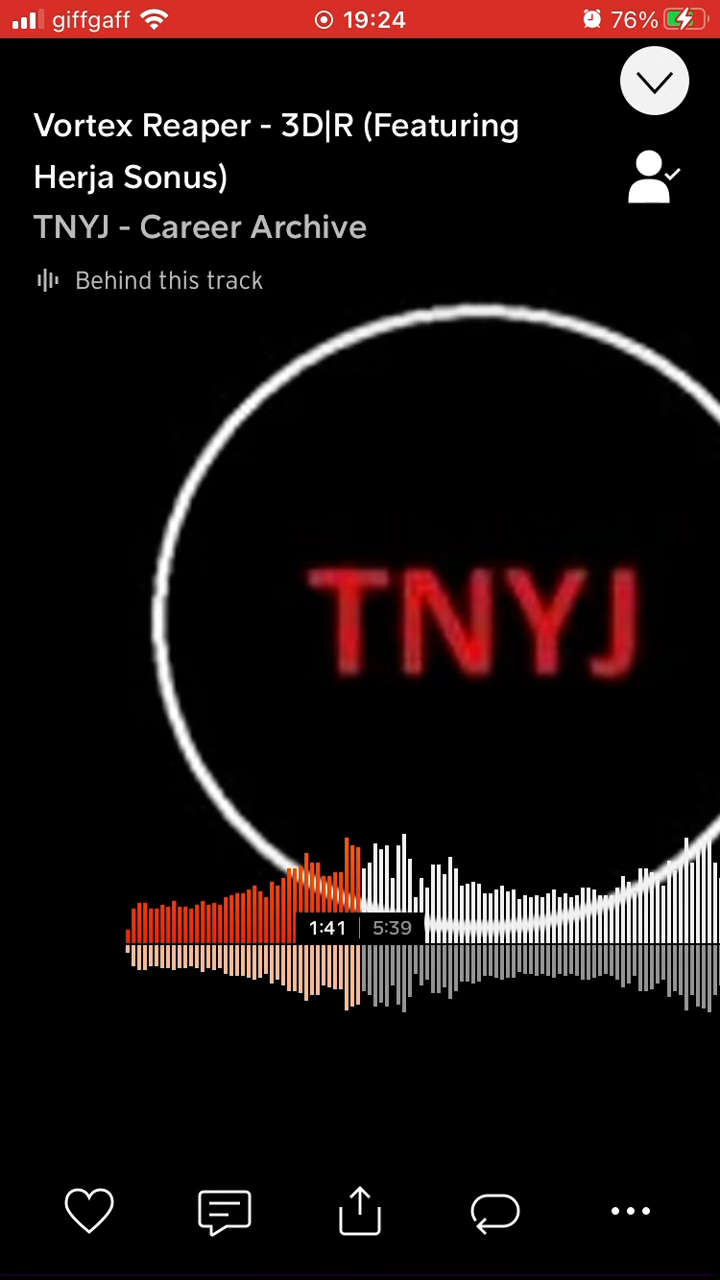 giffgaff 19:24 76%
Vortex Reaper - 3D|R (Featuring
Herja Sonus)
TNYJ - Career Archive
Behind this track
TNYJ
1:41 5:39